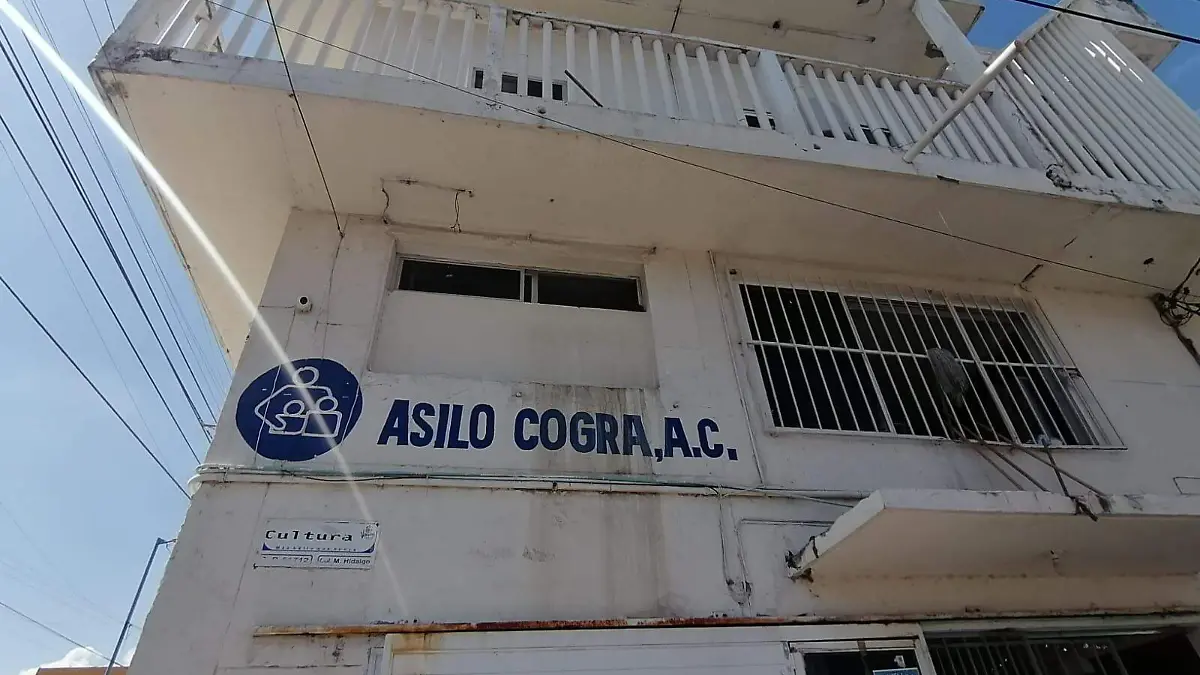 ASILO COGRA, A.C.
Cultura
Col. M. Hidalgo